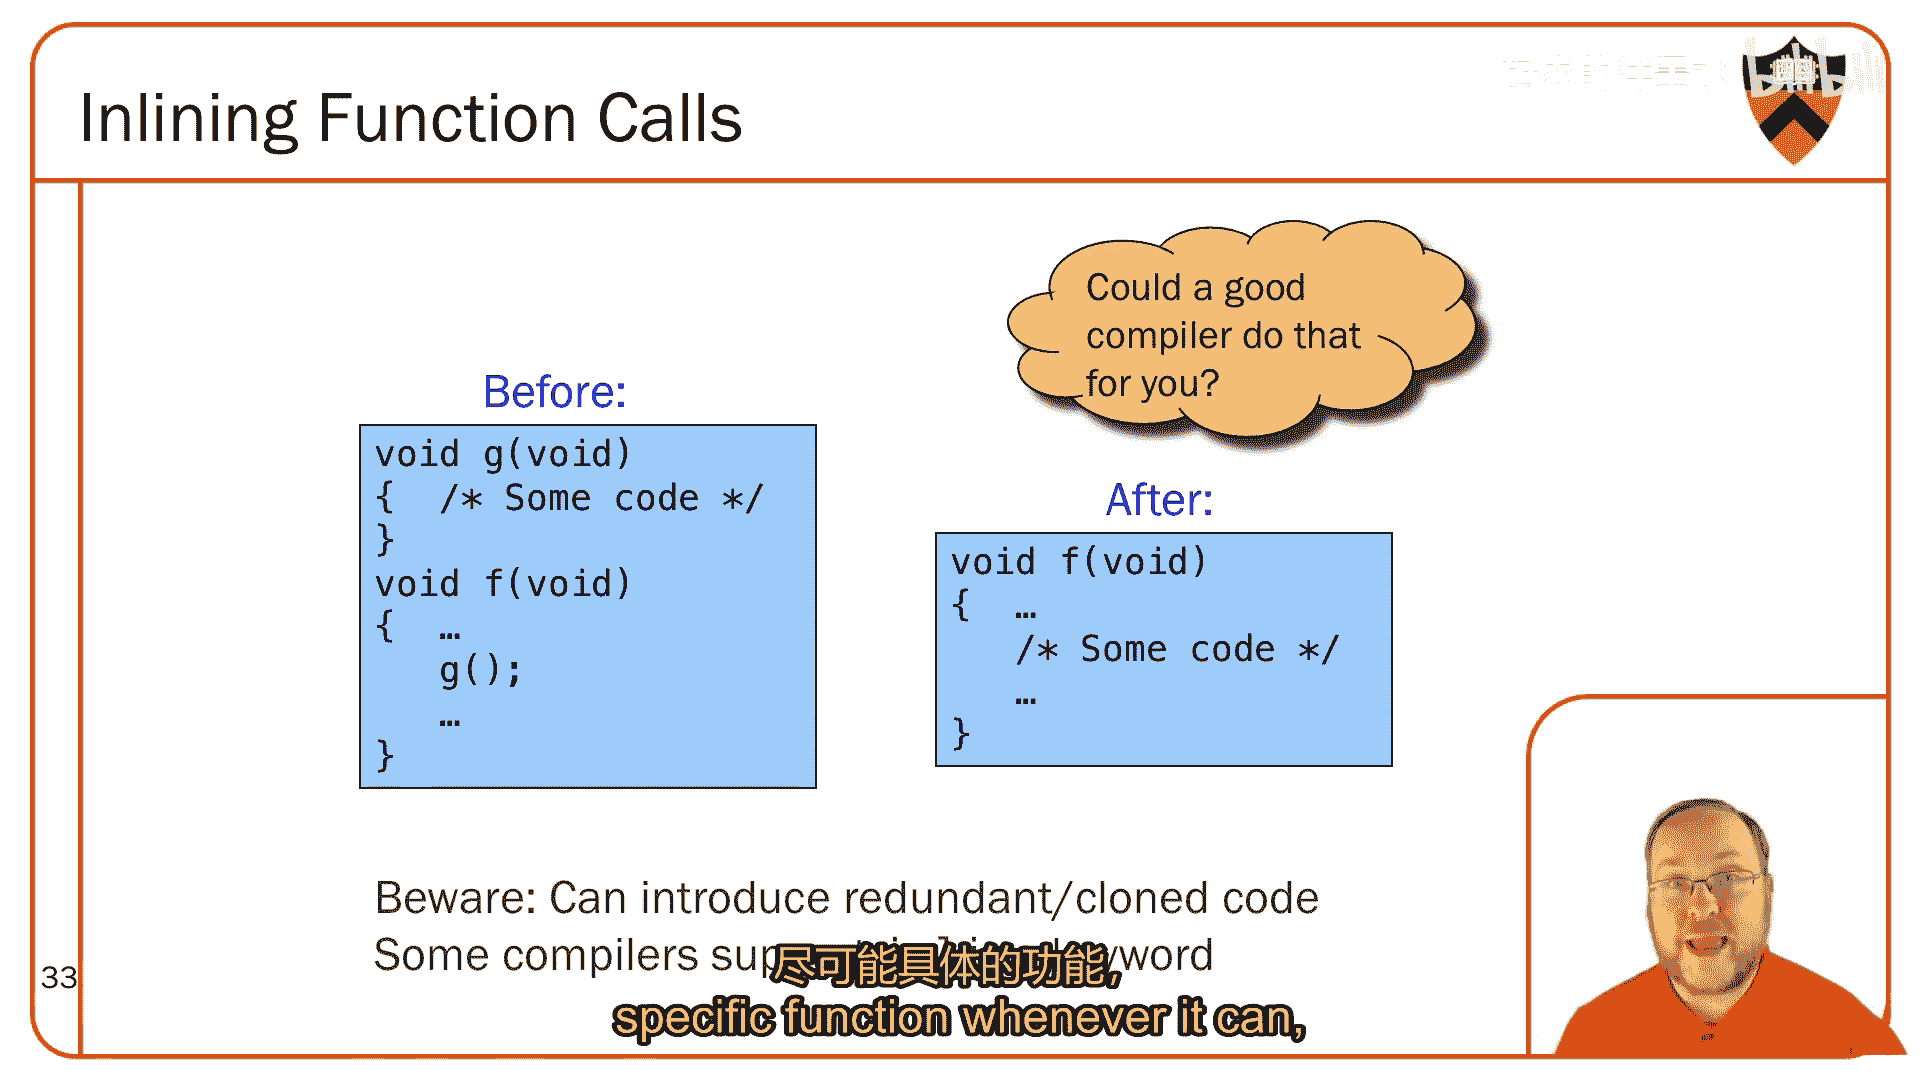 Inlining Function Calls
Could a good
compiler do that
for you?
Before:
void g(void)
{ /* Some code */
}
void f(void)
{ …
g();
…
}
After:
void f(void)
{ …
/* Some code */
…
}
Beware: Can introduce redundant/cloned code
Some compilers
尽可能具体的功能,
specific function whenever it can,
33